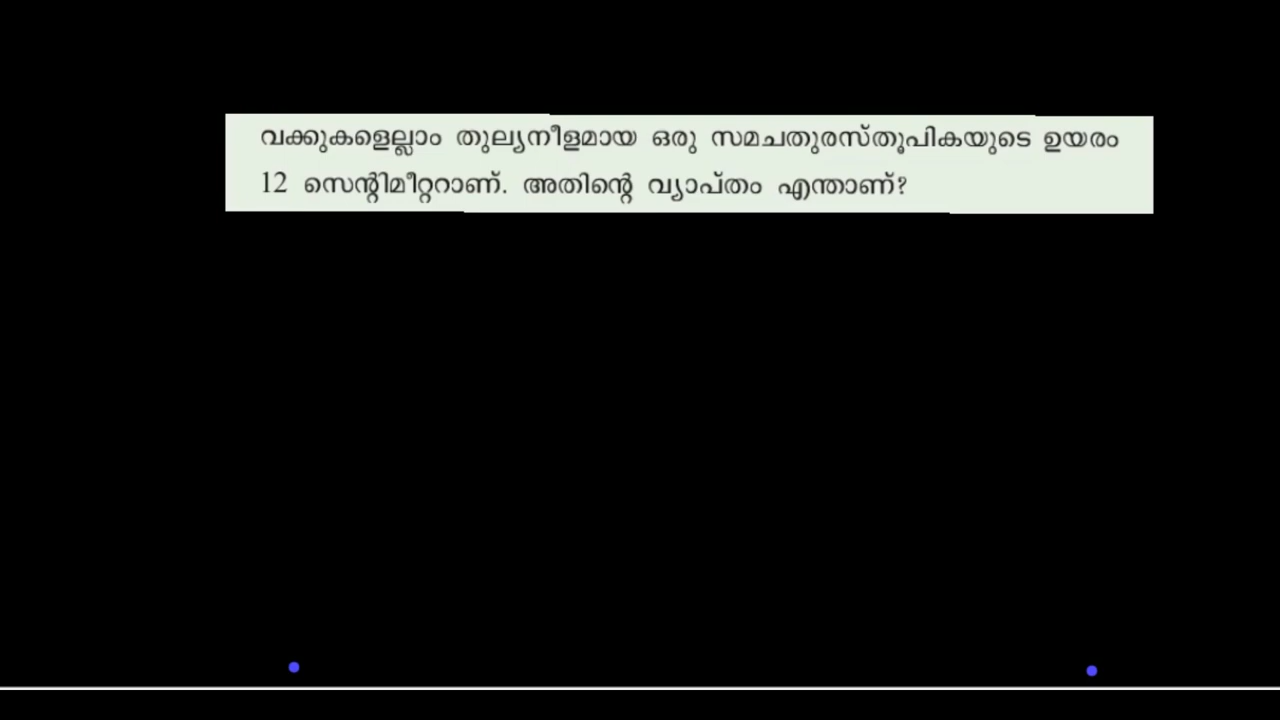 വക്കുകളെല്ലാം തുല്യനീളമായ ഒരു സമചതുരസ്തൂപികയുടെ ഉയരം
12 സെന്റിമീറ്ററാണ്. അതിന്റെ വ്യാപ്തം എന്താണ്?